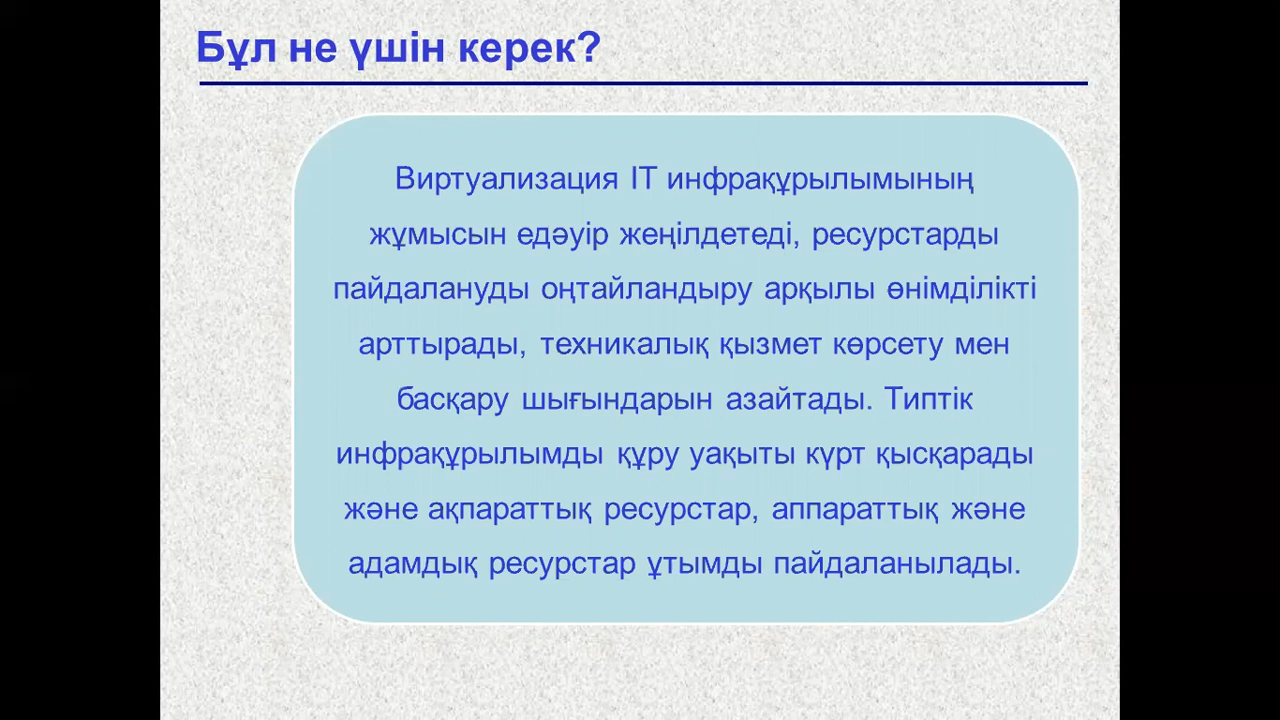 Бұл не үшін керек?
Виртуализация IT инфрақұрылымының
жұмысын едәуір жеңілдетеді, ресурстарды
пайдалануды оңтайландыру арқылы өнімділікті
арттырады, техникалық қызмет көрсету мен
басқару шығындарын азайтады. Типтік
инфрақұрылымды құру уақыты күрт қысқарады
және ақпараттық ресурстар, аппараттық және
адамдық ресурстар ұтымды пайдаланылады.